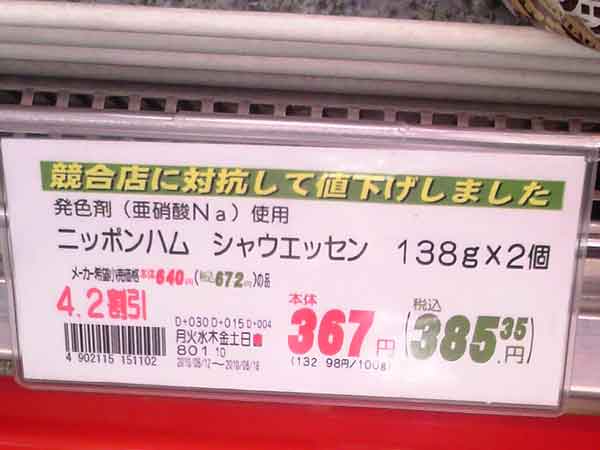 競合店に対抗して値下げしました
発色剤（亜硝酸Na）使用
ニッポンハム シャウエッセン 138g×2個
メーカー希望小売価格本体640円(税込672円)の品
4.2割引
本体
367円
(132.98円/100g)
税込
(385.35円)
D+030 D+015 D+004
月火水木金土日
801 10
4 902115 151102